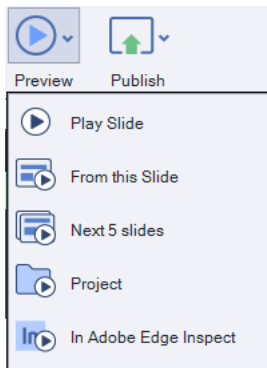 Preview Publish
Play Slide
From this Slide
Next 5 slides
Project
In Adobe Edge Inspect